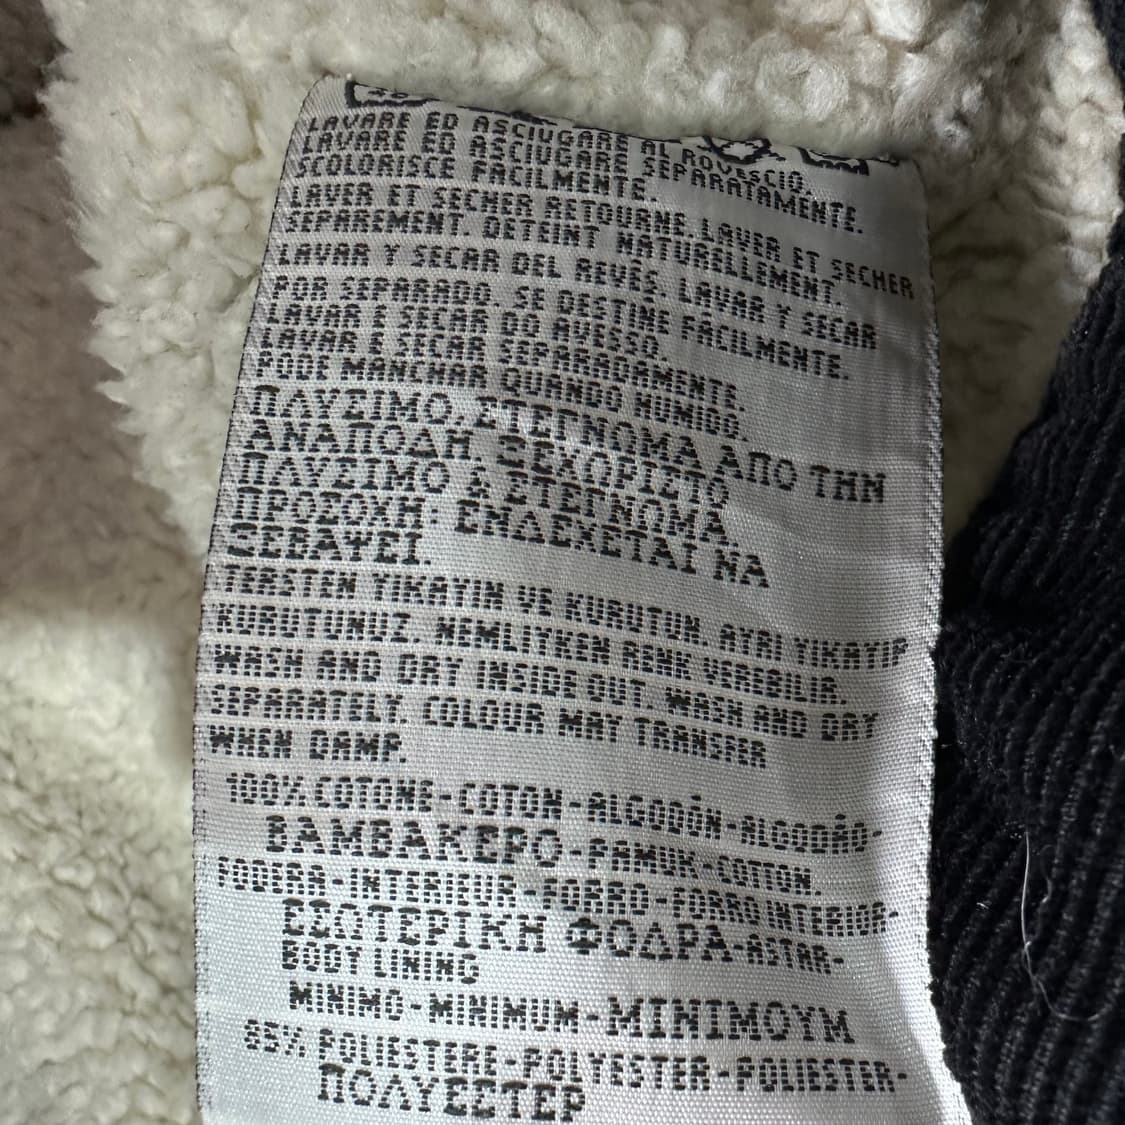 LAVARE ED ASCIUGARE AL ROVESCIO.
LAVARE ED ASCIUGARE SEPARATAMENTE.
SCOLORISCE FACILMENTE.
LAVER ET SECHER RETOURNE. LAVER ET SECHER
SEPAREMENT. DETEINT NATURELLEMENT.
LAVAR Y SECAR DEL REVÊS. LAVAR Y SECAR
POR SEPARADO. SE DESTINE FÁCILMENTE.
LAVAR I SECAR DO AVESSO.
LAVAR I SECAR SEPARADAMENTE.
PODE MANCHAR QUANDO HUMIDO.
ΠΛΥΣΙΜΟ, ΣΤΕΓΝΩΜΑ ΑΠΟ ΤΗΝ
ΑΝΑΠΟΔΗ, ΞΕΧΩΡΙΣΤΟ
ΠΛΥΣΙΜΟ & ΣΤΕΓΝΩΜΑ
ΠΡΟΣΟΧΗ: ΕΝΔΕΧΕΤΑΙ ΝΑ
ΞΕΒΑΨΕΙ.
TERSTEN YIKAYIN VE KURUTUN. AYRI YIKAYIP
KURUTUNUZ. NEMLIYKEN RENK VEREBILIR.
WASH AND DRY INSIDE OUT. WASH AND DRY
SEPARATELY. COLOUR MAY TRANSFER
WHEN DAMP.
100% COTONE-COTON-ALGODÓN-ALGODÃO-
ΒΑΜΒΑΚΕΡΟ-PAMUK-COTTON.
FODERA-INTERIEUR-FORRO-FORRO INTERIOR-
ΕΣΩΤΕΡΙΚΗ ΦΟΔΡΑ-ASTAR-
BODY LINING
MINIMO-MINIMUM-ΜΙΝΙΜΟΥΜ
85% POLIESTERE-POLYESTER-POLIESTER-
ΠΟΛΥΕΣΤΕΡ